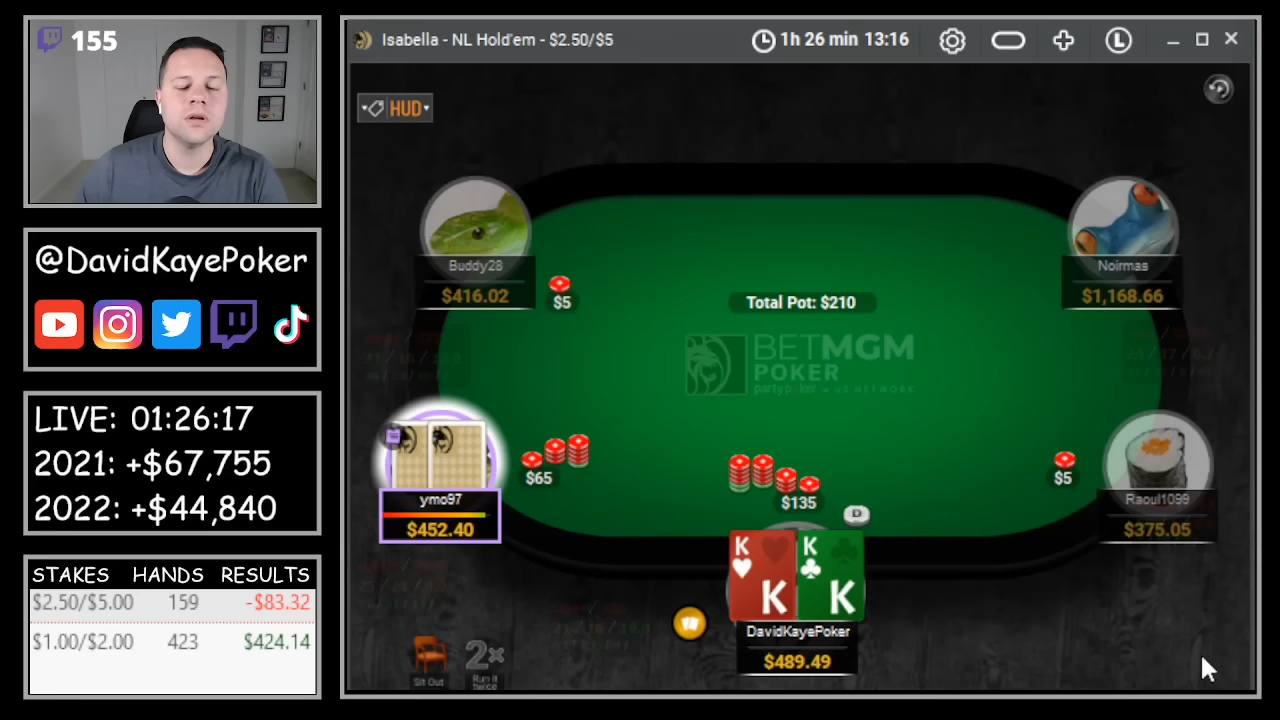 155
Isabella - NL Hold'em - $2.50/$5
1h 26 min 13:16
L
HUD
@DavidKayePoker
LIVE: 01:26:17
2021: +$67,755
2022: +$44,840
STAKES HANDS RESULTS
$2.50/$5.00 159 -$83.32
$1.00/$2.00 423 $424.14
Buddy28
$416.02
$5
Noirmas
$1,168.66
Total Pot: $210
BETMGM
POKER
partypoker US NETWORK
ymo97
$452.40
$65
$135
D
$5
Raoul1099
$375.05
K K
K K
DavidKayePoker
$489.49
Sit Out
2x
Run it
twice